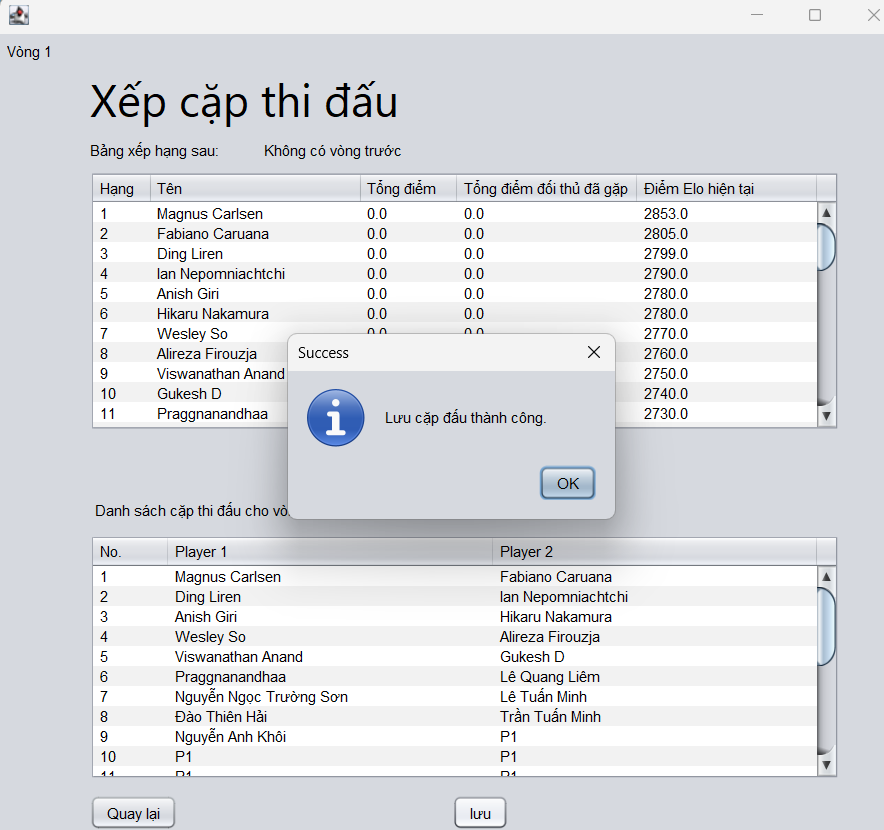 Vòng 1
Xếp cặp thi đấu
Bảng xếp hạng sau: Không có vòng trước
Hạng Tên Tổng điểm Tổng điểm đối thủ đã gặp Điểm Elo hiện tại
1 Magnus Carlsen 0.0 0.0 2853.0
2 Fabiano Caruana 0.0 0.0 2805.0
3 Ding Liren 0.0 0.0 2799.0
4 Ian Nepomniachtchi 0.0 0.0 2790.0
5 Anish Giri 0.0 0.0 2780.0
6 Hikaru Nakamura 0.0 0.0 2780.0
7 Wesley So 0.0 0.0 2770.0
8 Alireza Firouzja 2760.0
9 Viswanathan Anand 2750.0
10 Gukesh D 2740.0
11 Praggnanandhaa 2730.0
Success
Lưu cặp đấu thành công.
OK
Danh sách cặp thi đấu cho
No. Player 1 Player 2
1 Magnus Carlsen Fabiano Caruana
2 Ding Liren Ian Nepomniachtchi
3 Anish Giri Hikaru Nakamura
4 Wesley So Alireza Firouzja
5 Viswanathan Anand Gukesh D
6 Praggnanandhaa Lê Quang Liêm
7 Nguyễn Ngọc Trường Sơn Lê Tuấn Minh
8 Đào Thiên Hải Trần Tuấn Minh
9 Nguyễn Anh Khôi P1
10 P1 P1
11 P1 P1
Quay lại lưu